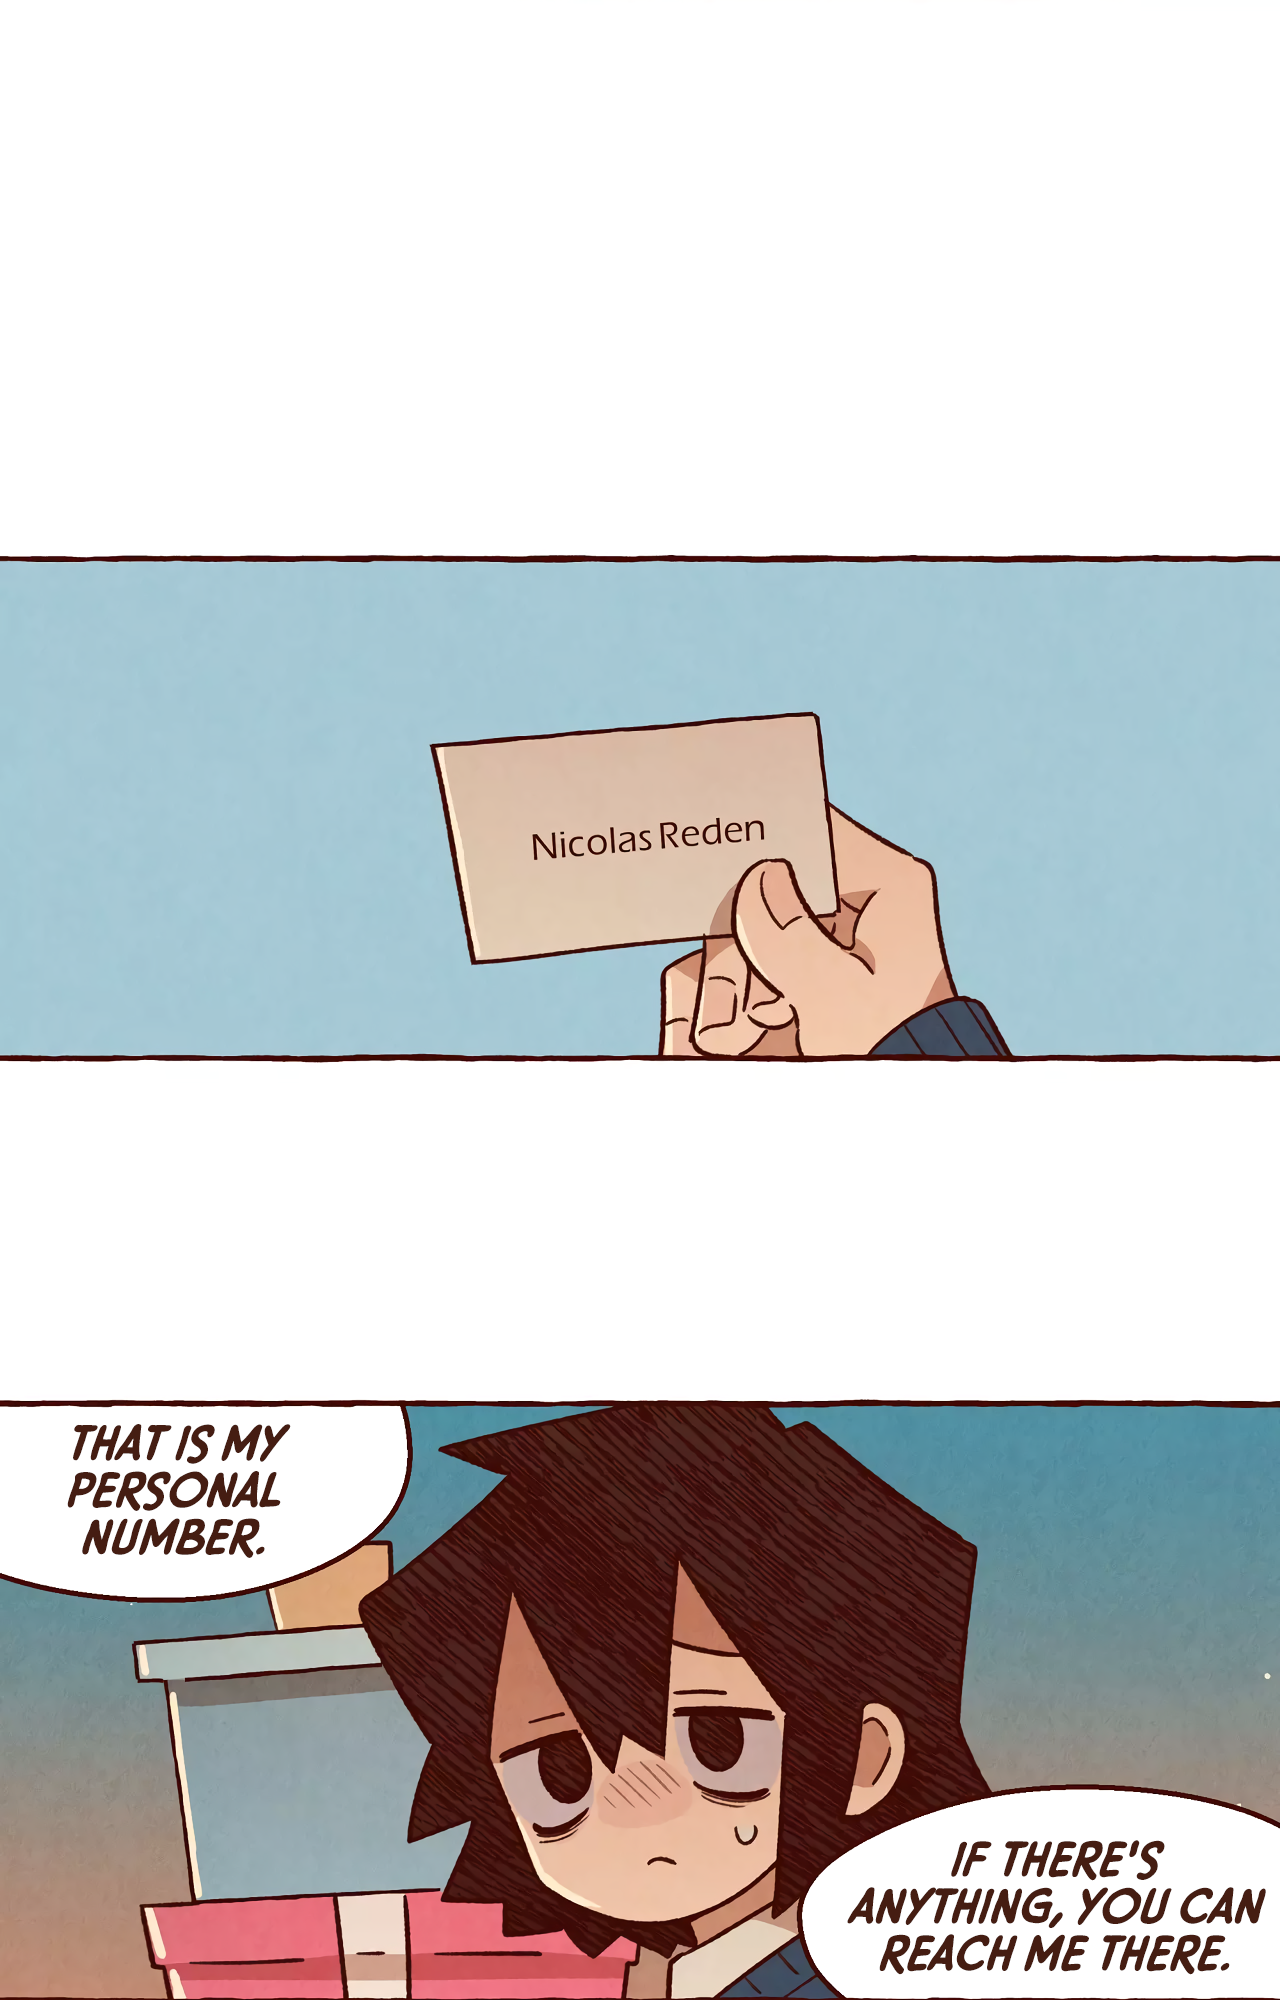 Nicolas Reden
THAT IS MY
PERSONAL
NUMBER.
IF THERE'S
ANYTHING, YOU CAN
REACH ME THERE.